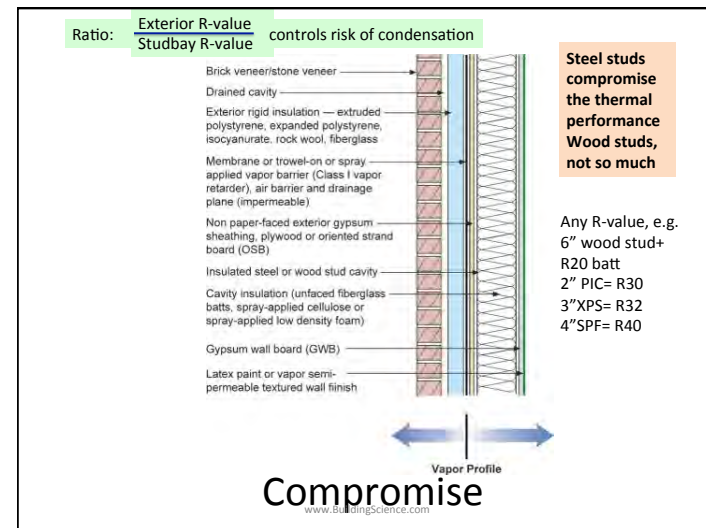 Ratio: Exterior R-value
Studbay R-value controls risk of condensation
Brick veneer/stone veneer
Drained cavity
Exterior rigid insulation — extruded
polystyrene, expanded polystyrene,
isocyanurate, rock wool, fiberglass
Membrane or trowel-on or spray
applied vapor barrier (Class I vapor
retarder), air barrier and drainage
plane (impermeable)
Non paper-faced exterior gypsum
sheathing, plywood or oriented strand
board (OSB)
Insulated steel or wood stud cavity
Cavity insulation (unfaced fiberglass
batts, spray-applied cellulose or
spray-applied low density foam)
Gypsum wall board (GWB)
Latex paint or vapor semi-
permeable textured wall finish
Steel studs
compromise
the thermal
performance
Wood studs,
not so much
Any R-value, e.g.
6” wood stud+
R20 batt
2” PIC= R30
3”XPS= R32
4”SPF= R40
Vapor Profile
Compromise
www.BuildingScience.com